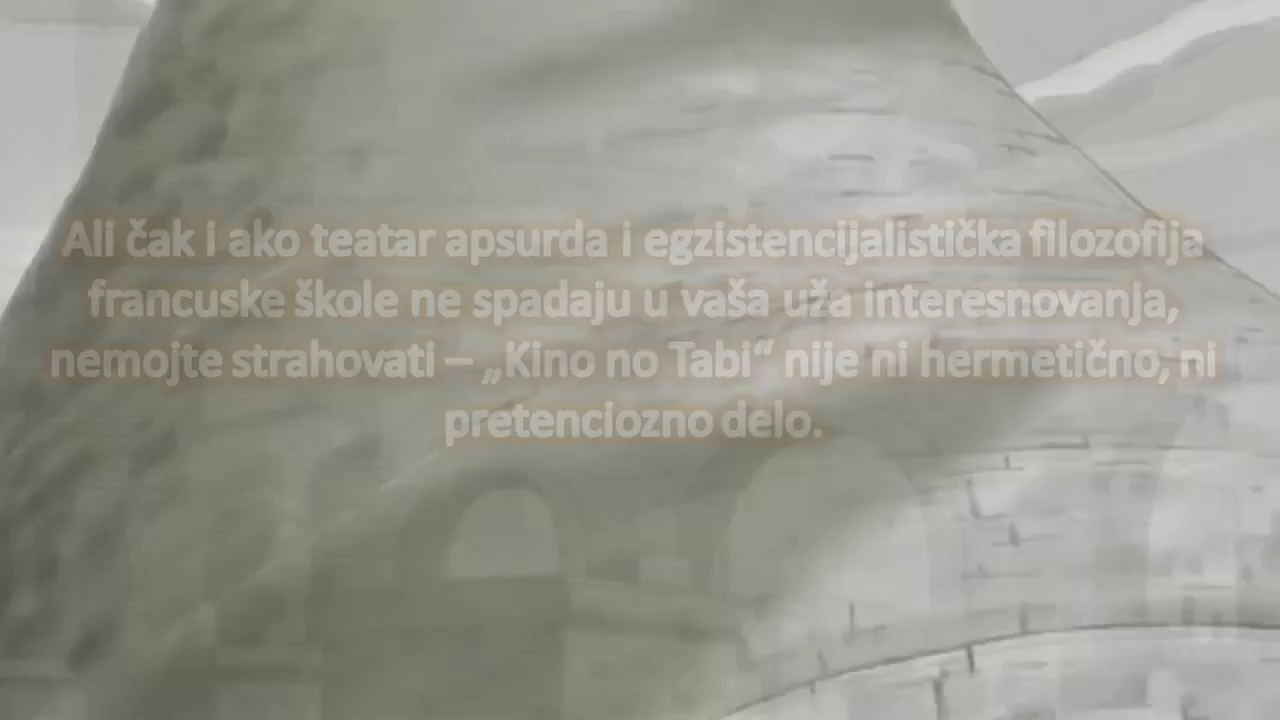 Ali čak i ako teatar apsurda i egzistencijalistička filozofija
francuske škole ne spadaju u vaša uža interesnovanja,
nemojte strahovati – „Kino no Tabi“ nije ni hermetično, ni
pretenciozno delo.